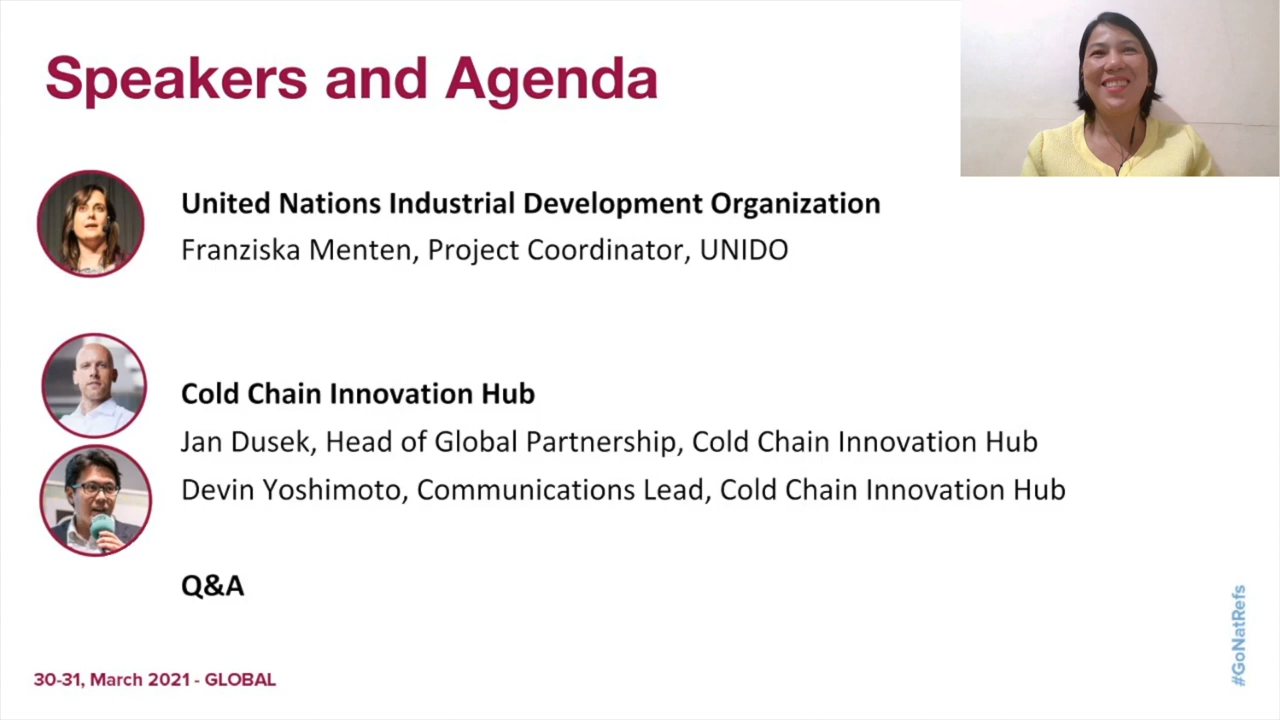 Speakers and Agenda
United Nations Industrial Development Organization
Franziska Menten, Project Coordinator, UNIDO
Cold Chain Innovation Hub
Jan Dusek, Head of Global Partnership, Cold Chain Innovation Hub
Devin Yoshimoto, Communications Lead, Cold Chain Innovation Hub
Q&A
30-31, March 2021 - GLOBAL
#GoNatRefs